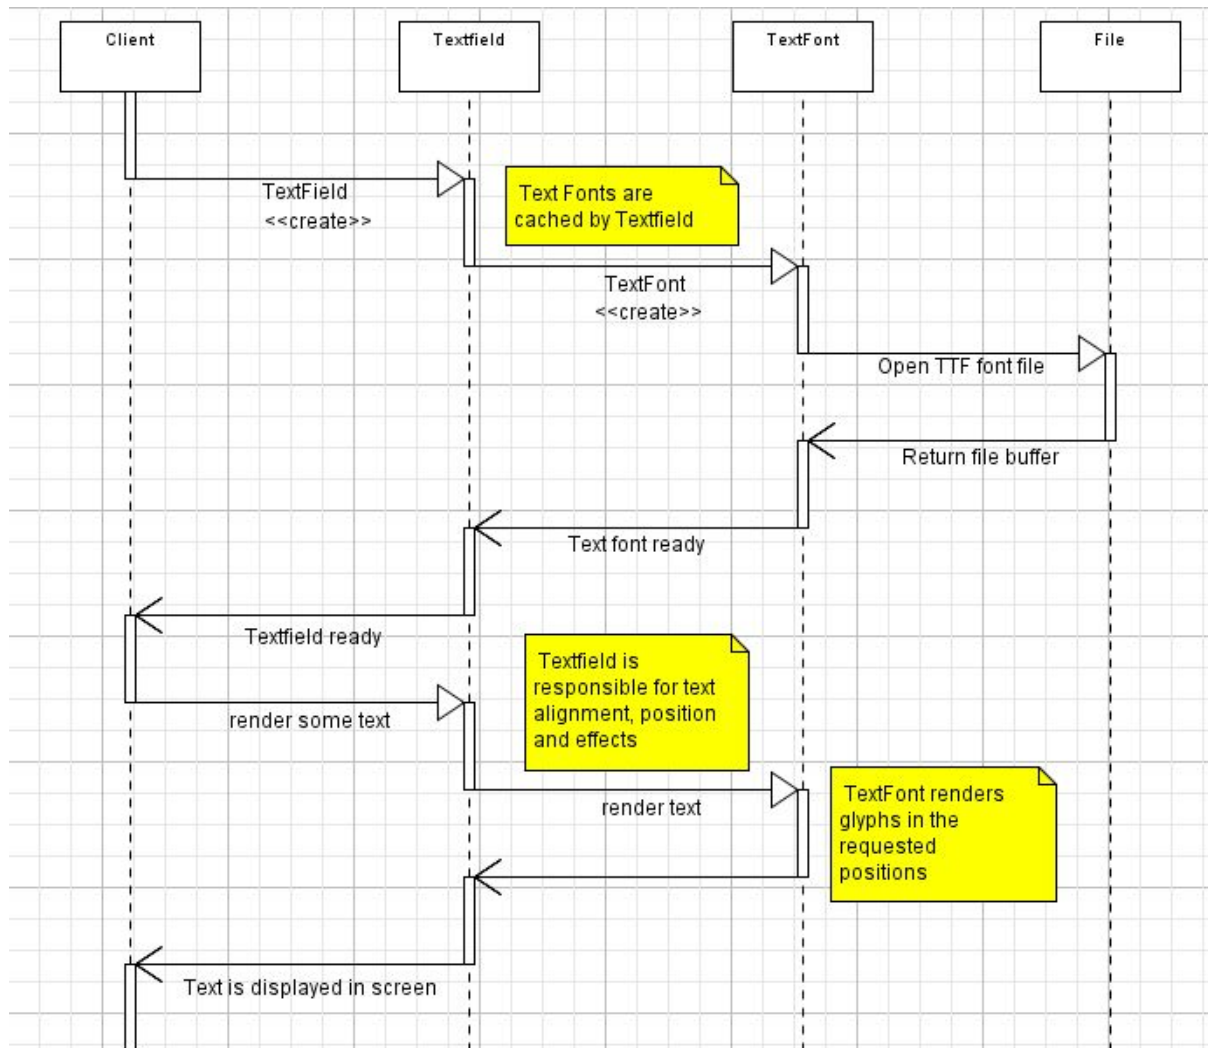 Client
Textfield
TextFont
File
TextField
<<create>>
Text Fonts are
cached by Textfield
TextFont
<<create>>
Open TTF font file
Return file buffer
Text font ready
Textfield ready
Textfield is
responsible for text
alignment, position
and effects
render some text
render text
TextFont renders
glyphs in the
requested
positions
Text is displayed in screen